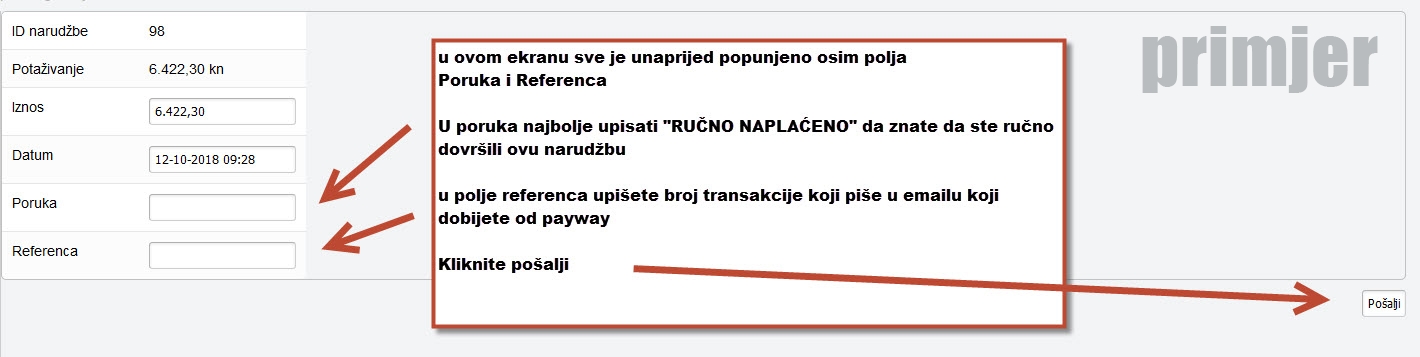 ID narudžbe 98
Potaživanje 6.422,30 kn
Iznos 6.422,30
Datum 12-10-2018 09:28
Poruka
Referenca
u ovom ekranu sve je unaprijed popunjeno osim polja
Poruka i Referenca
U poruka najbolje upisati "RUČNO NAPLAĆENO" da znate da ste ručno
dovršili ovu narudžbu
u polje referenca upišete broj transakcije koji piše u emailu koji
dobijete od payway
Kliknite pošalji
primjer
Pošalji